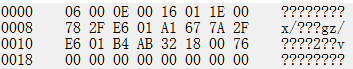 0000 06 00 0E 00 16 01 1E 00 ????????
0008 78 2F E6 01 A1 67 7A 2F x/???gz/
0010 E6 01 B4 AB 32 18 00 76 ????2??v
0018 00 00 00 00 00 00 00 00 ????????